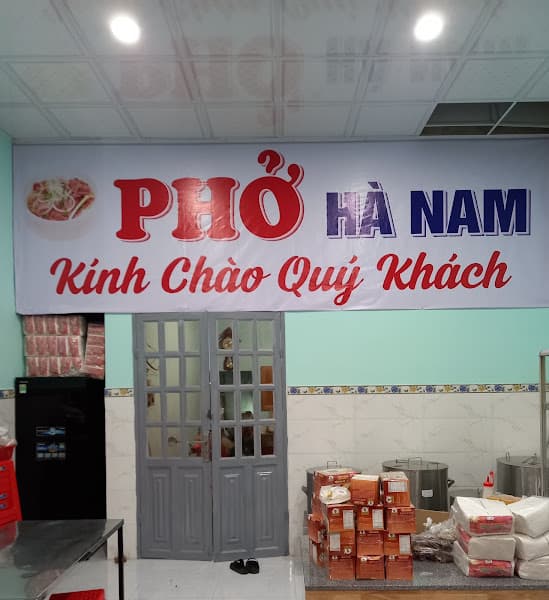 PHỞ HÀ NAM
Kính Chào Quý Khách